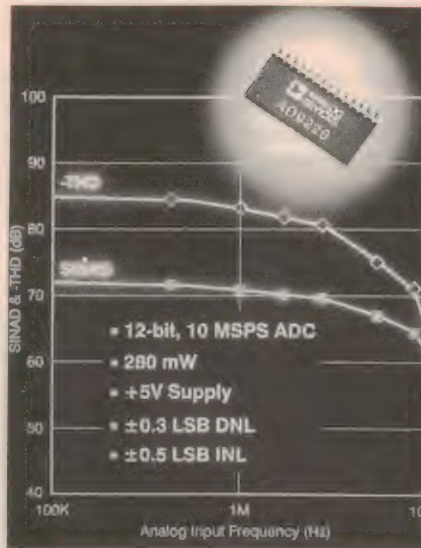 100
90
80
70
60
50
40
SINAD & -THD (dB)
-THD
SINAD
AD9220
▪ 12-bit, 10 MSPS ADC
▪ 280 mW
▪ +5V Supply
▪ ±0.3 LSB DNL
▪ ±0.5 LSB INL
100K
1M
Analog Input Frequency (Hz)